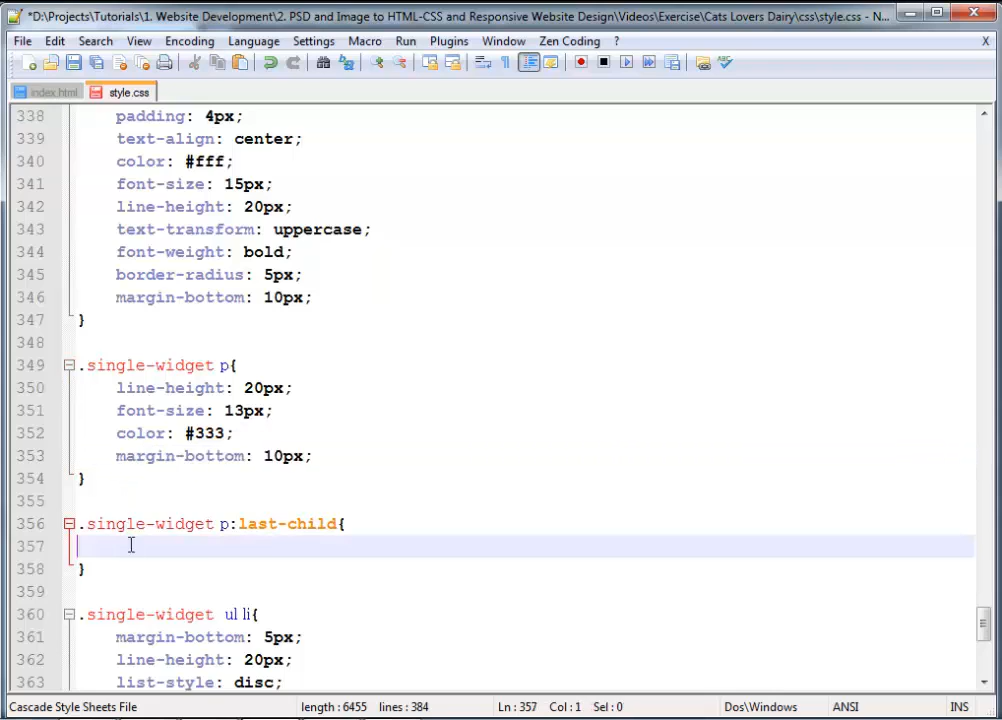 *D:\Projects\Tutorials\1. Website Development\2. PSD and Image to HTML-CSS and Responsive Website Design\Videos\Exercise\Cats Lovers Dairy\css\style.css - N...
File Edit Search View Encoding Language Settings Macro Run Plugins Window Zen Coding ? X
index.html style.css
338 padding: 4px;
339 text-align: center;
340 color: #fff;
341 font-size: 15px;
342 line-height: 20px;
343 text-transform: uppercase;
344 font-weight: bold;
345 border-radius: 5px;
346 margin-bottom: 10px;
347 }
348
349 .single-widget p{
350 line-height: 20px;
351 font-size: 13px;
352 color: #333;
353 margin-bottom: 10px;
354 }
355
356 .single-widget p:last-child{
357
358 }
359
360 .single-widget ul li{
361 margin-bottom: 5px;
362 line-height: 20px;
363 list-style: disc;
Cascade Style Sheets File length : 6455 lines : 384 Ln : 357 Col : 1 Sel : 0 Dos\Windows ANSI INS